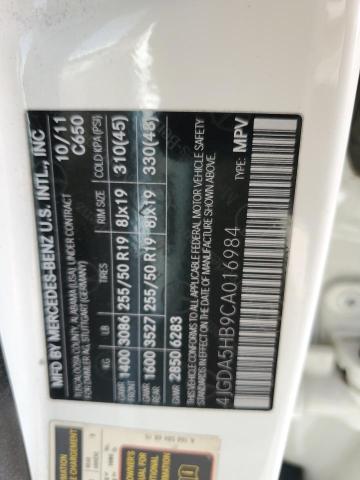 MFD BY MERCEDES-BENZ U.S. INTL., INC
TUSCALOOSA COUNTY, ALABAMA (USA), UNDER CONTRACT
FOR DAIMLER AG, STUTTGART (GERMANY)
10/11
C650
KG LB TIRE SIZE RIM SIZE COLD KPA(PSI)
GAWR FRONT 1400 3086 255/50 R19 8Jx19 310(45)
GAWR REAR 1600 3527 255/50 R19 8Jx19 330(48)
GVWR 2850 6283
THIS VEHICLE CONFORMS TO ALL APPLICABLE FEDERAL MOTOR VEHICLE SAFETY
STANDARDS IN EFFECT ON THE DATE OF MANUFACTURE SHOWN ABOVE.
4JGDA5HB9CA016984 TYPE: MPV